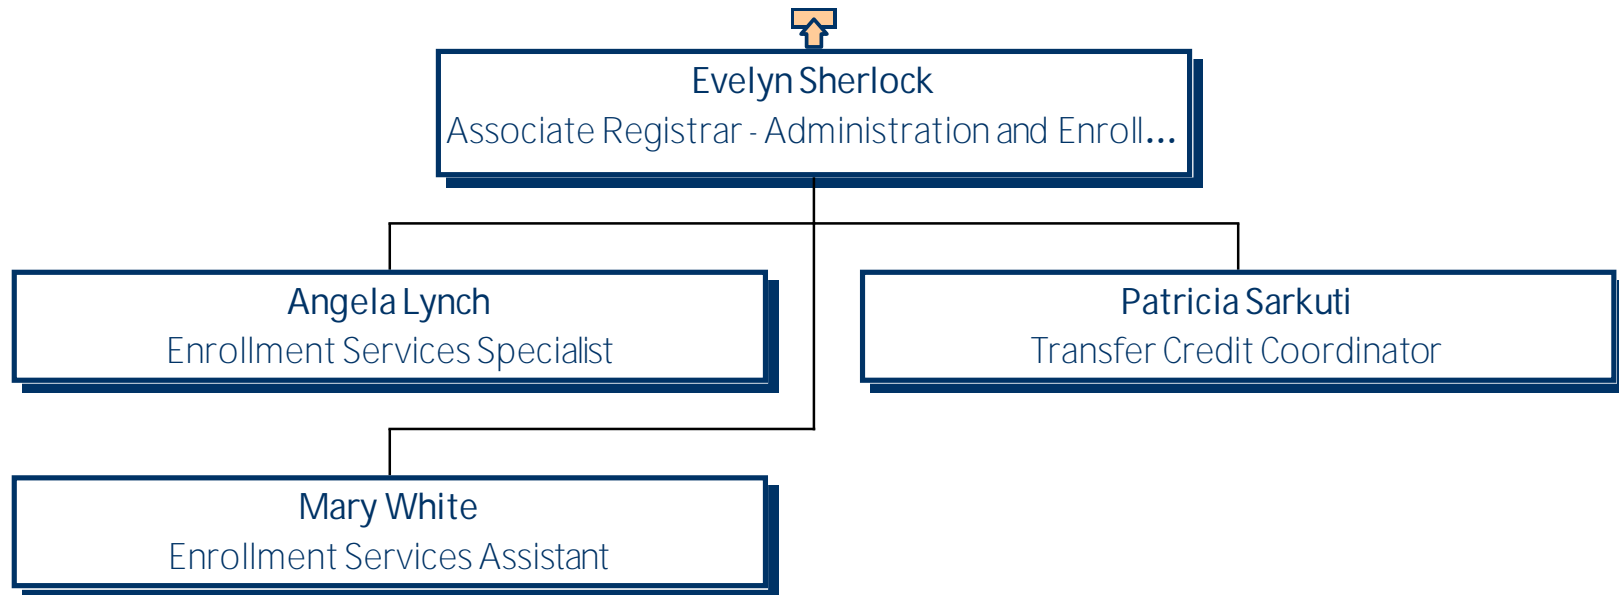 Evelyn Sherlock
Associate Registrar - Administration and Enroll...
Angela Lynch
Enrollment Services Specialist
Patricia Sarkuti
Transfer Credit Coordinator
Mary White
Enrollment Services Assistant